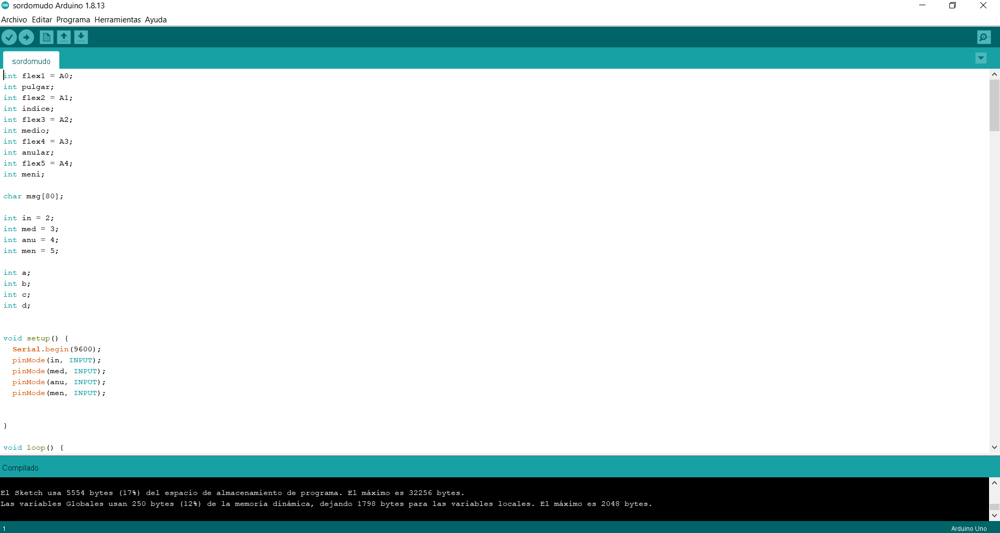 sordomudo Arduino 1.8.13
Archivo Editar Programa Herramientas Ayuda
sordomudo
int flex1 = A0;
int pulgar;
int flex2 = A1;
int indice;
int flex3 = A2;
int medio;
int flex4 = A3;
int anular;
int flex5 = A4;
int meni;
char msg[80];
int in = 2;
int med = 3;
int anu = 4;
int men = 5;
int a;
int b;
int c;
int d;
void setup() {
Serial.begin(9600);
pinMode(in, INPUT);
pinMode(med, INPUT);
pinMode(anu, INPUT);
pinMode(men, INPUT);
}
void loop() {
Compilado
El Sketch usa 5554 bytes (17%) del espacio de almacenamiento de programa. El máximo es 32256 bytes.
Las variables Globales usan 250 bytes (12%) de la memoria dinámica, dejando 1798 bytes para las variables locales. El máximo es 2048 bytes.
1
Arduino Uno